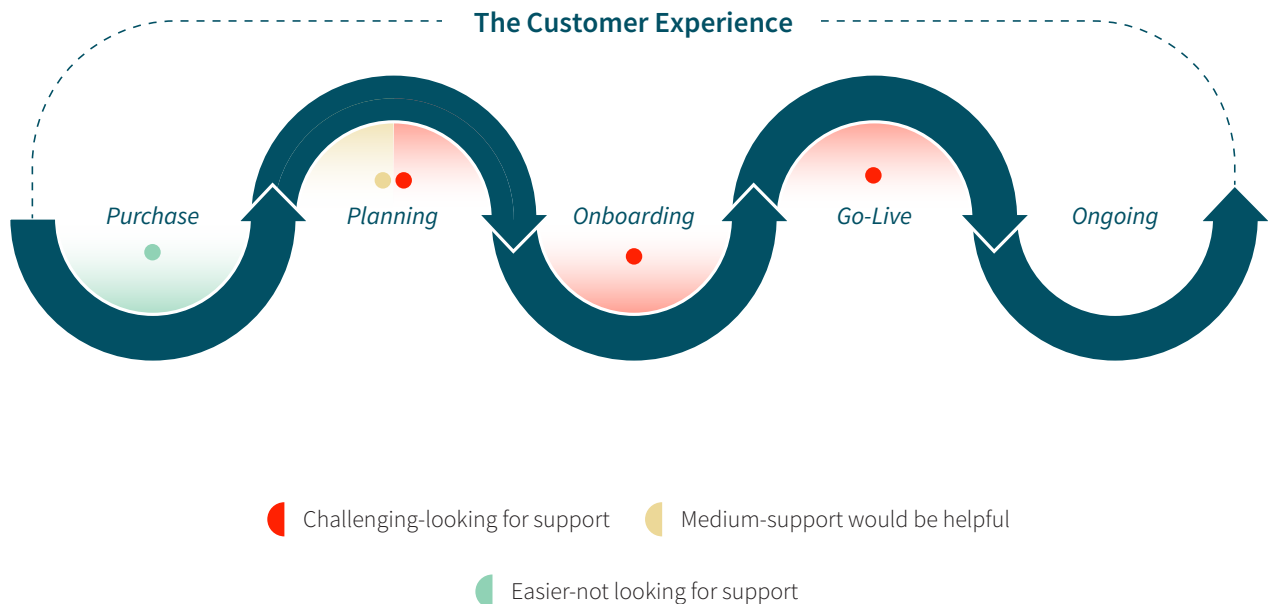 The Customer Experience
Purchase
Planning
Onboarding
Go-Live
Ongoing
Challenging-looking for support
Medium-support would be helpful
Easier-not looking for support